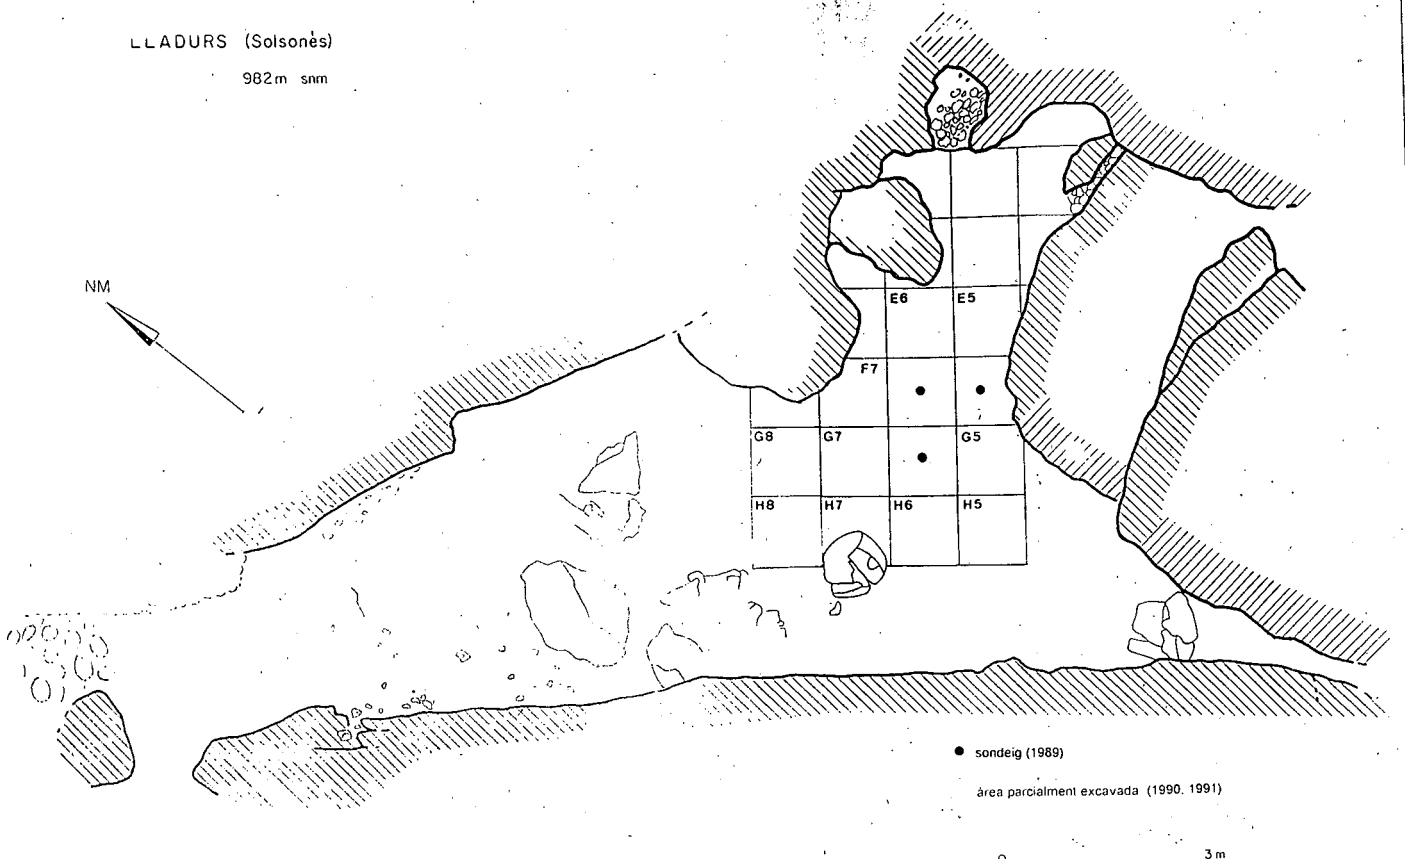 LLADURS (Solsonès)
982m snm
NM
E6 E5
F7
G8 G7 G5
H8 H7 H6 H5
● sondeig (1989)
área parcialment excavada (1990, 1991)
0 3 m